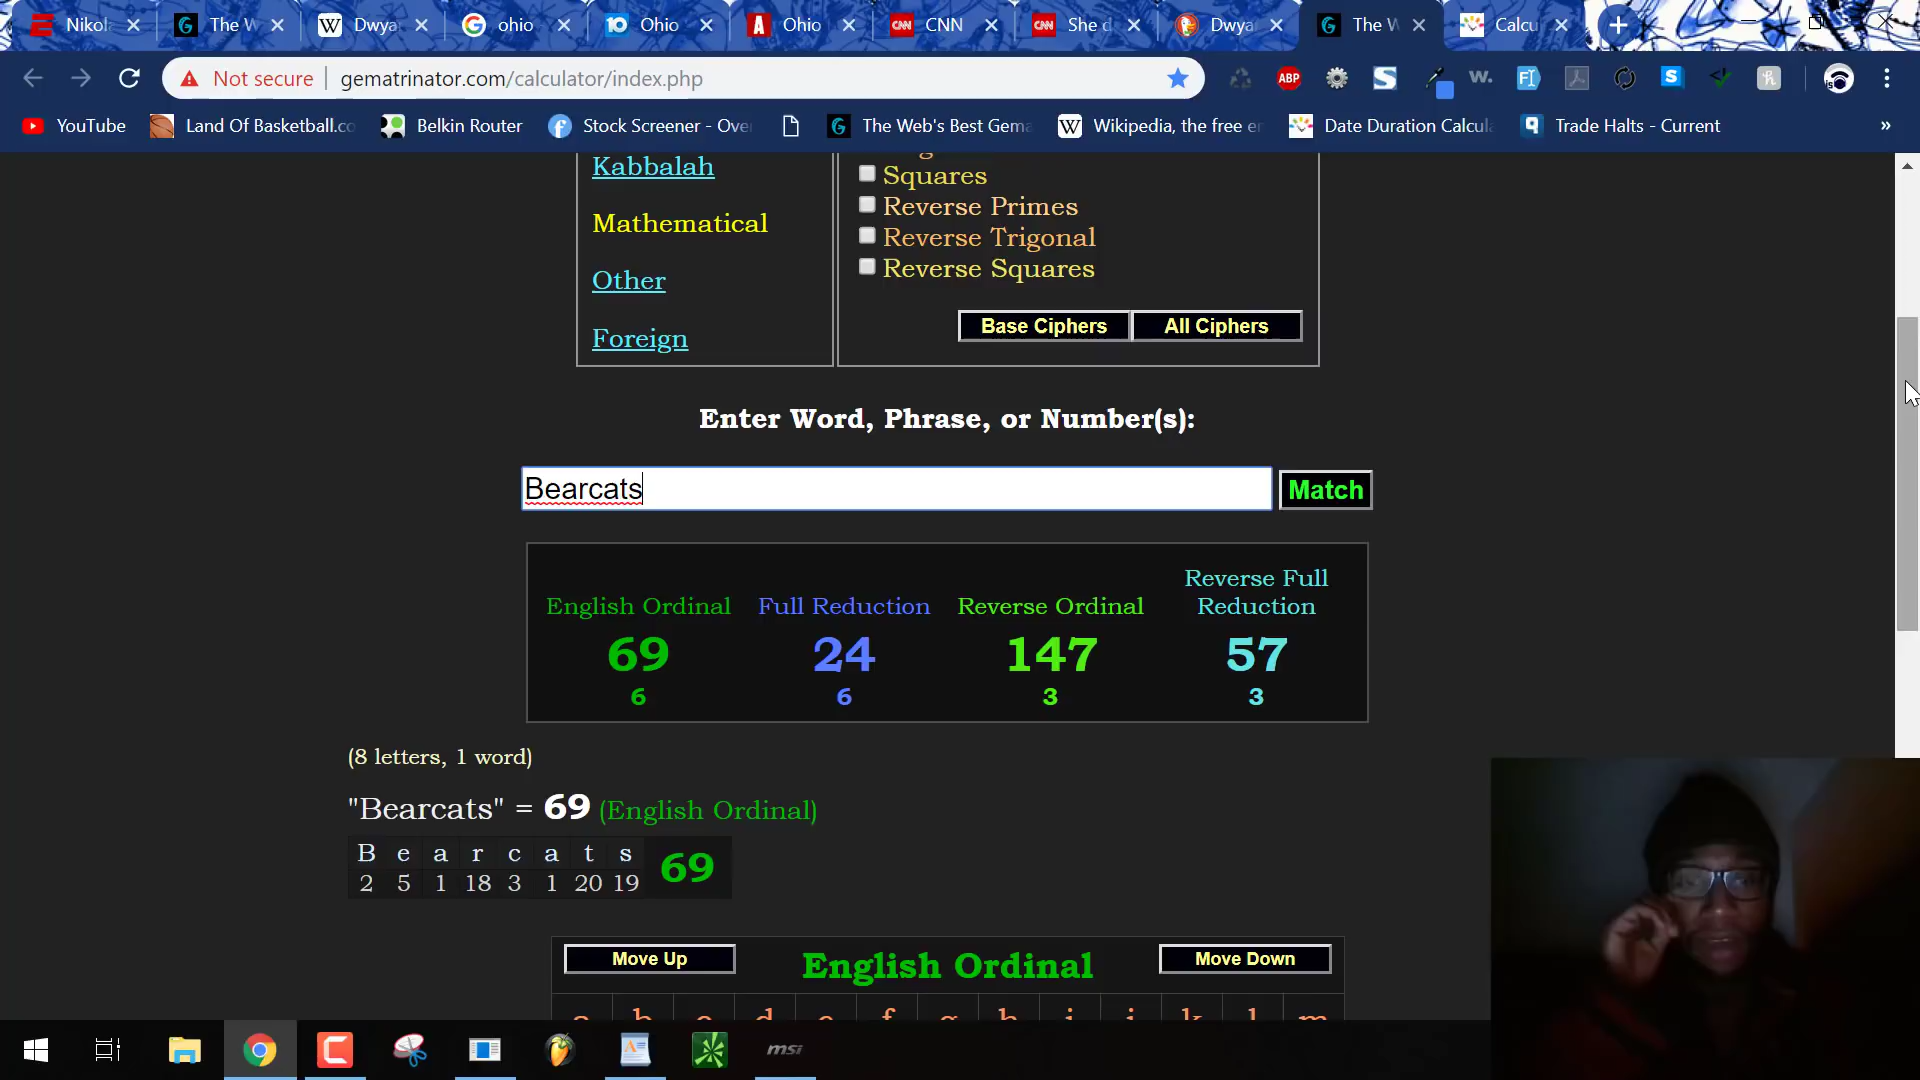 Nikol
The W
Dwya
ohio
Ohio
Ohio
CNN
She d
Dwya
The W
Calcu
Not secure
gematrinator.com/calculator/index.php
YouTube
Land Of Basketball.co
Belkin Router
Stock Screener - Ove
The Web's Best Gema
Wikipedia, the free e
Date Duration Calcul
Trade Halts - Current
»
Kabbalah
Mathematical
Other
Foreign
Squares
Reverse Primes
Reverse Trigonal
Reverse Squares
Base Ciphers
All Ciphers
Enter Word, Phrase, or Number(s):
Bearcats
Match
English Ordinal
Full Reduction
Reverse Ordinal
Reverse Full
Reduction
69 24 147 57
6 6 3 3
(8 letters, 1 word)
"Bearcats" = 69 (English Ordinal)
B e a r c a t s
2 5 1 18 3 1 20 19
69
Move Up
English Ordinal
Move Down
msi